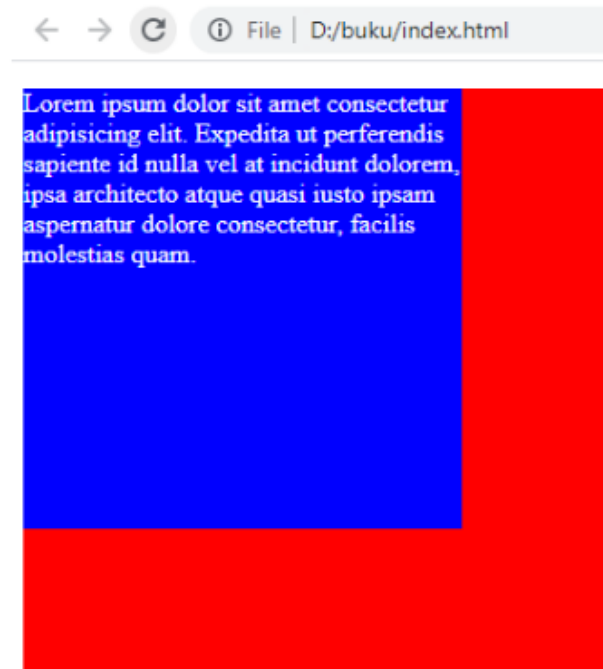 File | D:/buku/index.html
Lorem ipsum dolor sit amet consectetur
adipisicing elit. Expedita ut perferendis
sapiente id nulla vel at incidunt dolorem,
ipsa architecto atque quasi iusto ipsam
aspernatur dolore consectetur, facilis
molestias quam.